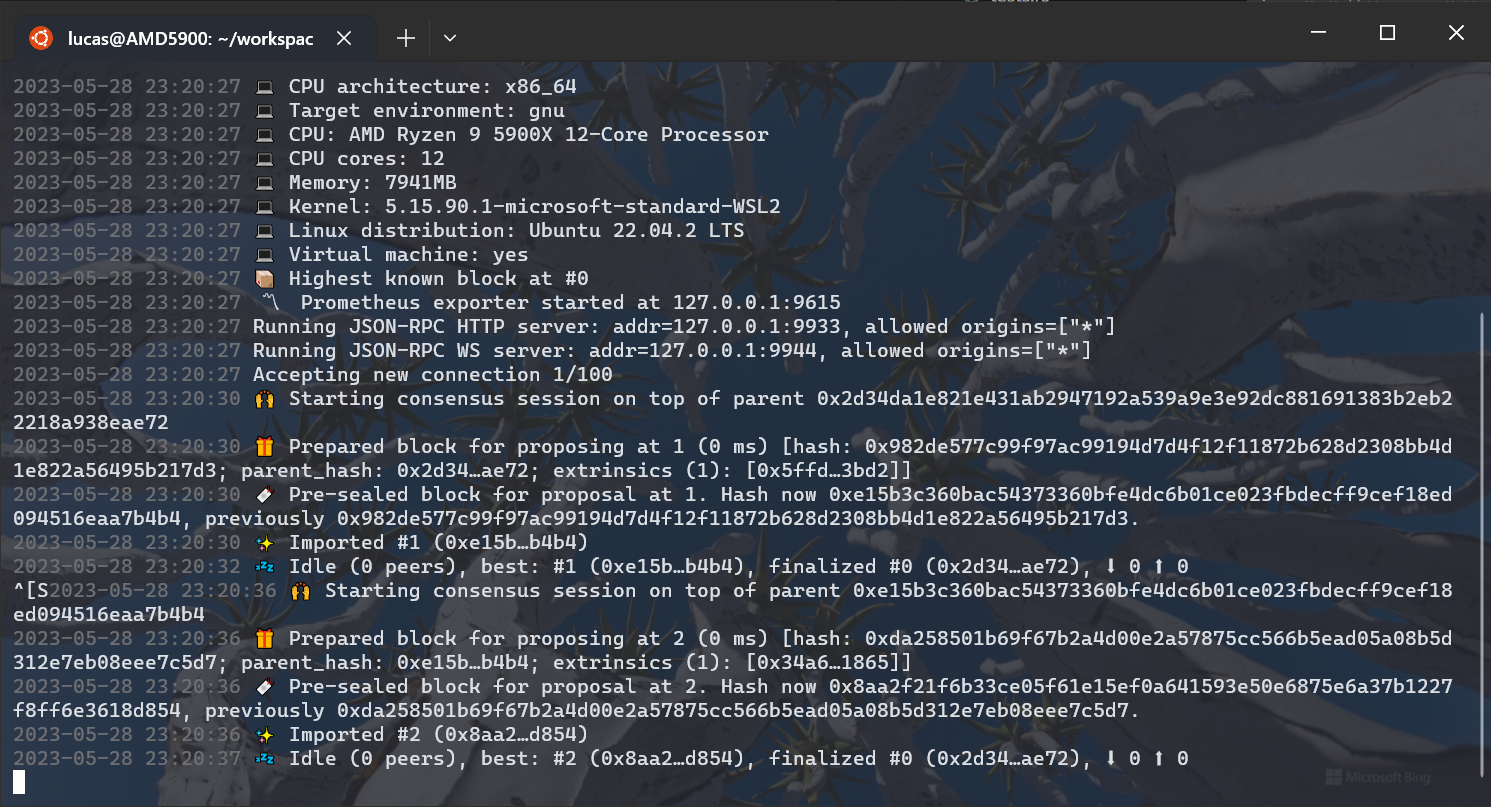 lucas@AMD5900: ~/workspac
2023-05-28 23:20:27 💻 CPU architecture: x86_64
2023-05-28 23:20:27 💻 Target environment: gnu
2023-05-28 23:20:27 💻 CPU: AMD Ryzen 9 5900X 12-Core Processor
2023-05-28 23:20:27 💻 CPU cores: 12
2023-05-28 23:20:27 💻 Memory: 7941MB
2023-05-28 23:20:27 💻 Kernel: 5.15.90.1-microsoft-standard-WSL2
2023-05-28 23:20:27 💻 Linux distribution: Ubuntu 22.04.2 LTS
2023-05-28 23:20:27 💻 Virtual machine: yes
2023-05-28 23:20:27 📦 Highest known block at #0
2023-05-28 23:20:27 〽 Prometheus exporter started at 127.0.0.1:9615
2023-05-28 23:20:27 Running JSON-RPC HTTP server: addr=127.0.0.1:9933, allowed origins=["*"]
2023-05-28 23:20:27 Running JSON-RPC WS server: addr=127.0.0.1:9944, allowed origins=["*"]
2023-05-28 23:20:27 Accepting new connection 1/100
2023-05-28 23:20:30 🙌 Starting consensus session on top of parent 0x2d34da1e821e431ab2947192a539a9e3e92dc881691383b2eb2
2218a938eae72
2023-05-28 23:20:30 🎁 Prepared block for proposing at 1 (0 ms) [hash: 0x982de577c99f97ac99194d7d4f12f11872b628d2308bb4d
1e822a56495b217d3; parent_hash: 0x2d34…ae72; extrinsics (1): [0x5ffd…3bd2]]
2023-05-28 23:20:30 🔖 Pre-sealed block for proposal at 1. Hash now 0xe15b3c360bac54373360bfe4dc6b01ce023fbdecff9cef18ed
094516eaa7b4b4, previously 0x982de577c99f97ac99194d7d4f12f11872b628d2308bb4d1e822a56495b217d3.
2023-05-28 23:20:30 ✨ Imported #1 (0xe15b…b4b4)
2023-05-28 23:20:32 💤 Idle (0 peers), best: #1 (0xe15b…b4b4), finalized #0 (0x2d34…ae72), ⬇ 0 ⬆ 0
^[S2023-05-28 23:20:36 🙌 Starting consensus session on top of parent 0xe15b3c360bac54373360bfe4dc6b01ce023fbdecff9cef18
ed094516eaa7b4b4
2023-05-28 23:20:36 🎁 Prepared block for proposing at 2 (0 ms) [hash: 0xda258501b69f67b2a4d00e2a57875cc566b5ead05a08b5d
312e7eb08eee7c5d7; parent_hash: 0xe15b…b4b4; extrinsics (1): [0x34a6…1865]]
2023-05-28 23:20:36 🔖 Pre-sealed block for proposal at 2. Hash now 0x8aa2f21f6b33ce05f61e15ef0a641593e50e6875e6a37b1227
f8ff6e3618d854, previously 0xda258501b69f67b2a4d00e2a57875cc566b5ead05a08b5d312e7eb08eee7c5d7.
2023-05-28 23:20:36 ✨ Imported #2 (0x8aa2…d854)
2023-05-28 23:20:37 💤 Idle (0 peers), best: #2 (0x8aa2…d854), finalized #0 (0x2d34…ae72), ⬇ 0 ⬆ 0
Microsoft Bing